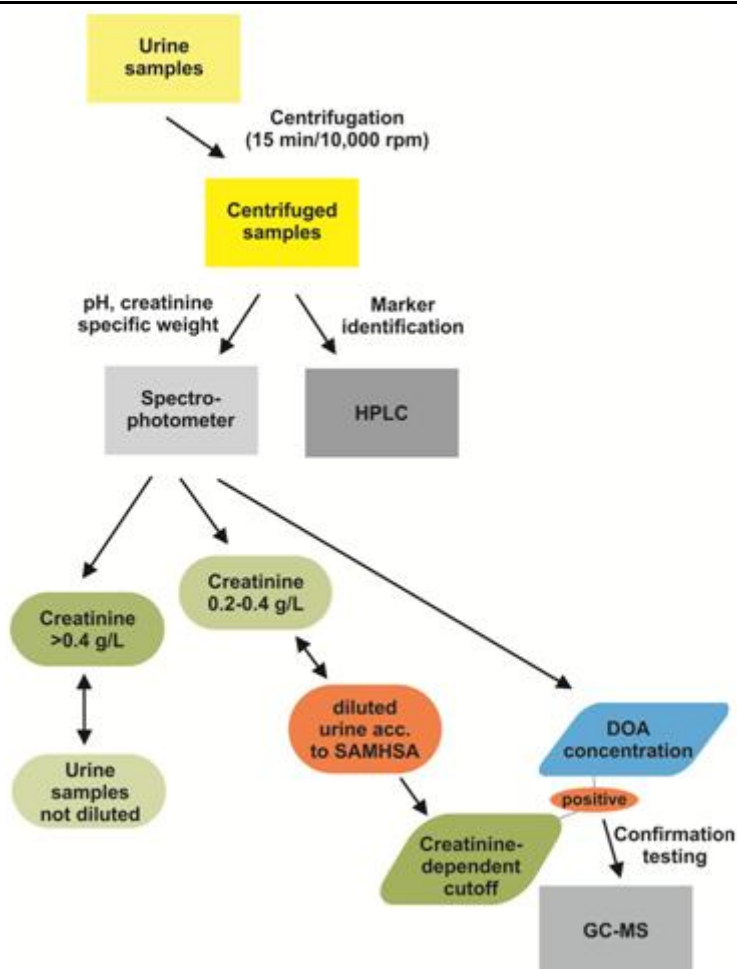 Urine
samples
Centrifugation
(15 min/10,000 rpm)
Centrifuged
samples
pH, creatinine
specific weight
Marker
identification
Spectro-
photometer
HPLC
Creatinine
>0.4 g/L
Creatinine
0.2-0.4 g/L
Urine
samples
not diluted
diluted
urine acc.
to SAMHSA
DOA
concentration
positive
Creatinine-
dependent
cutoff
Confirmation
testing
GC-MS